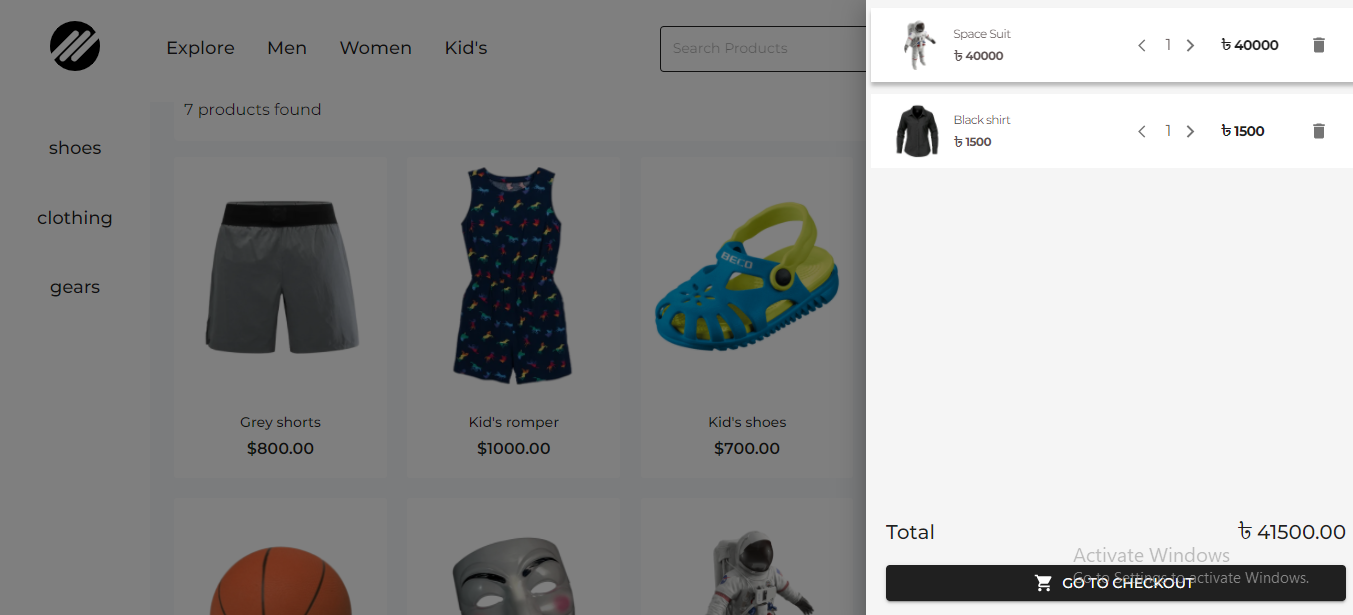 Explore Men Women Kid's
Search Products
7 products found
shoes
clothing
gears
BECO
Grey shorts
$800.00
Kid's romper
$1000.00
Kid's shoes
$700.00
Space Suit
৳ 40000
1
৳ 40000
Black shirt
৳ 1500
1
৳ 1500
Total
৳ 41500.00
Activate Windows
Go to Settings to activate Windows.
GO TO CHECKOUT